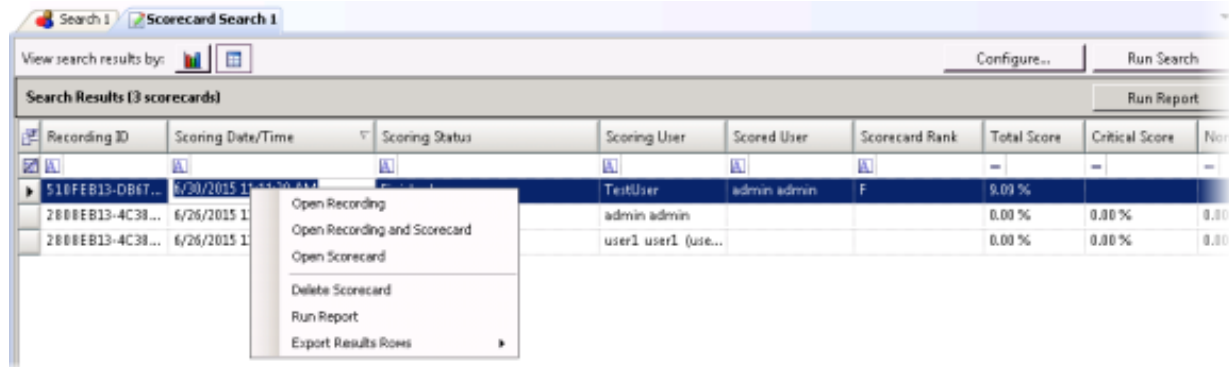 Search 1 Scorecard Search 1
View search results by: Configure... Run Search
Search Results (3 scorecards) Run Report
Recording ID Scoring Date/Time Scoring Status Scoring User Scored User Scorecard Rank Total Score Critical Score
510FEB13-DB6T... 6/30/2015 TestUser admin admin F 9.09 %
2808EB13-4C38... 6/26/2015 admin admin 0.00 % 0.00 %
2808EB13-4C38... 6/26/2015 user1 user1 (use... 0.00 % 0.00 %
Open Recording
Open Recording and Scorecard
Open Scorecard
Delete Scorecard
Run Report
Export Results Rows